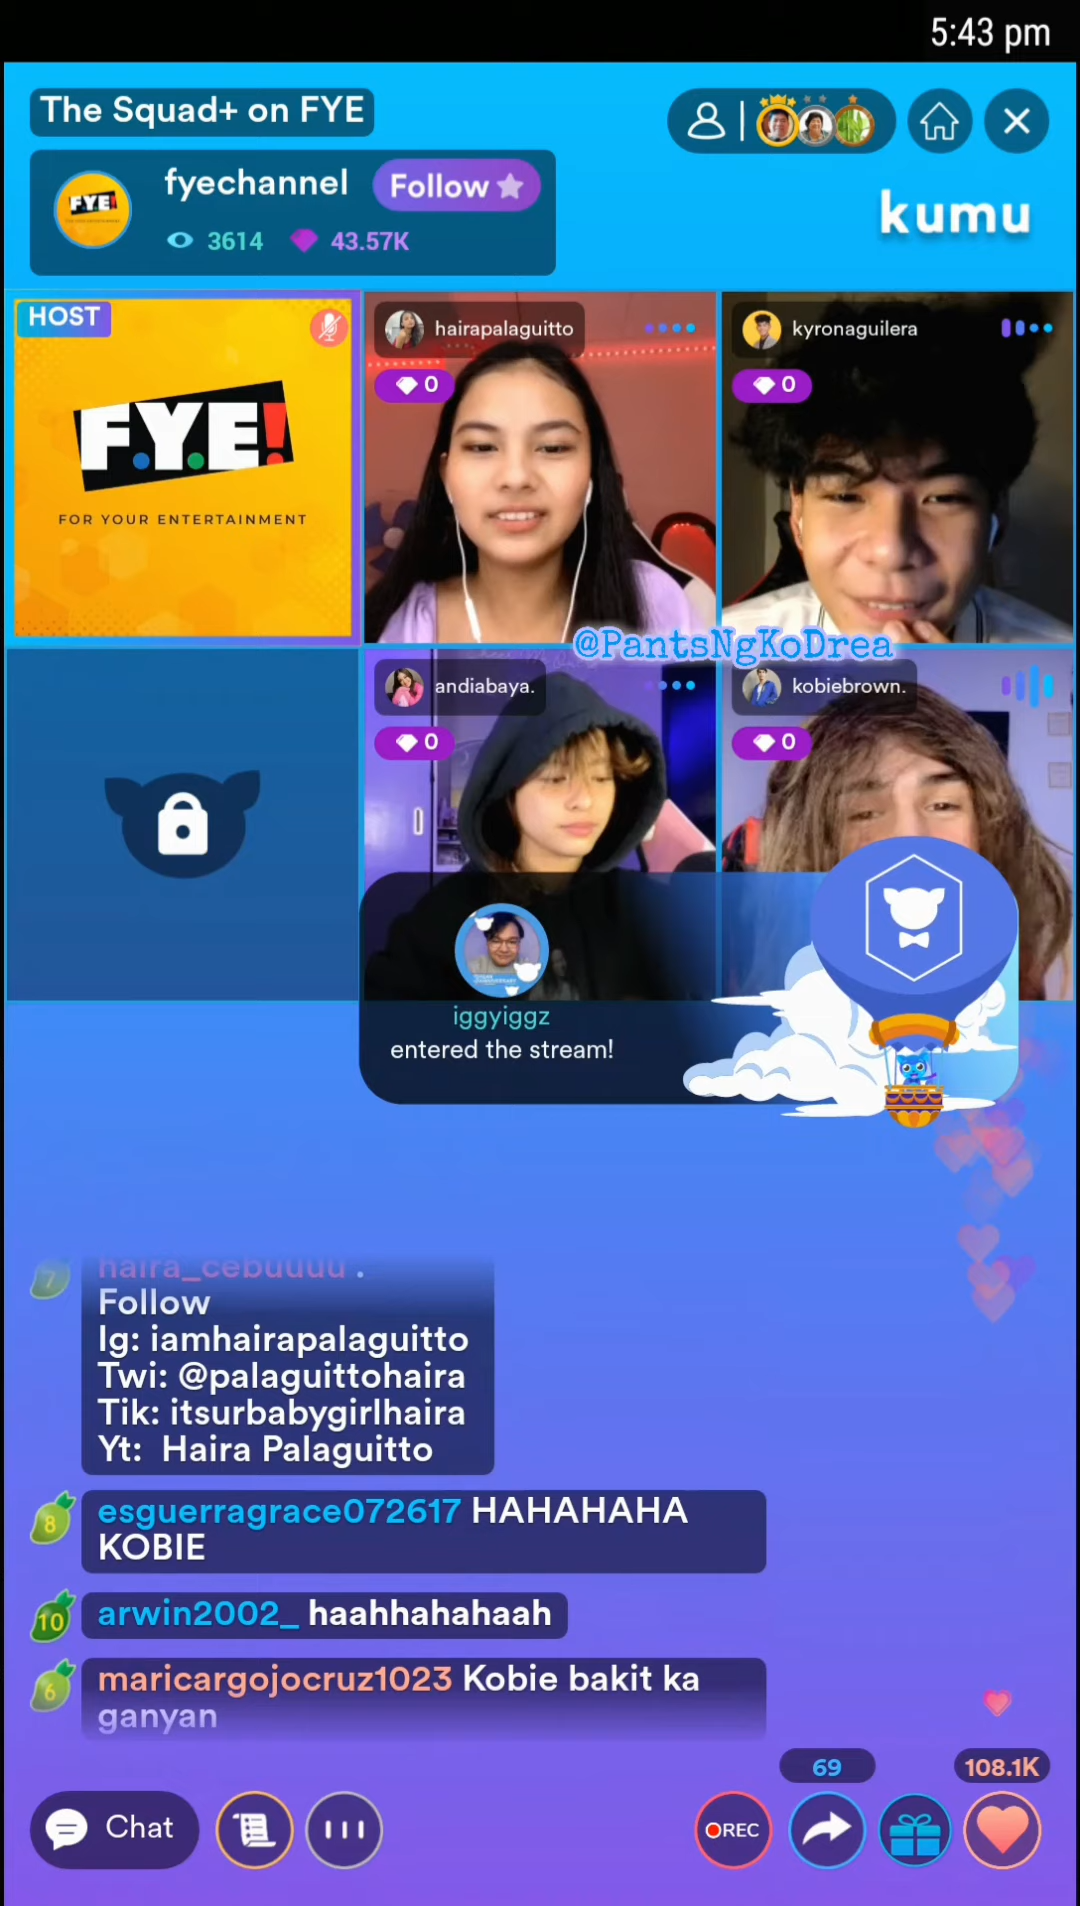 5:43 pm
The Squad+ on FYE
fyechannel
Follow
3614
43.57K
kumu
HOST
F.Y.E!
FOR YOUR ENTERTAINMENT
hairapalaguitto
0
kyronaguilera
0
@PantsNgKoDrea
andiabaya.
0
kobiebrown.
0
iggyiggz
entered the stream!
7
haira_cebuuuu .
Follow
Ig: iamhairapalaguitto
Twi: @palaguittohaira
Tik: itsurbabygirlhaira
Yt: Haira Palaguitto
8
esguerragrace072617 HAHAHAHA
KOBIE
10
arwin2002_ haahhahahaah
6
maricargojocruz1023 Kobie bakit ka
ganyan
69
108.1K
Chat
REC